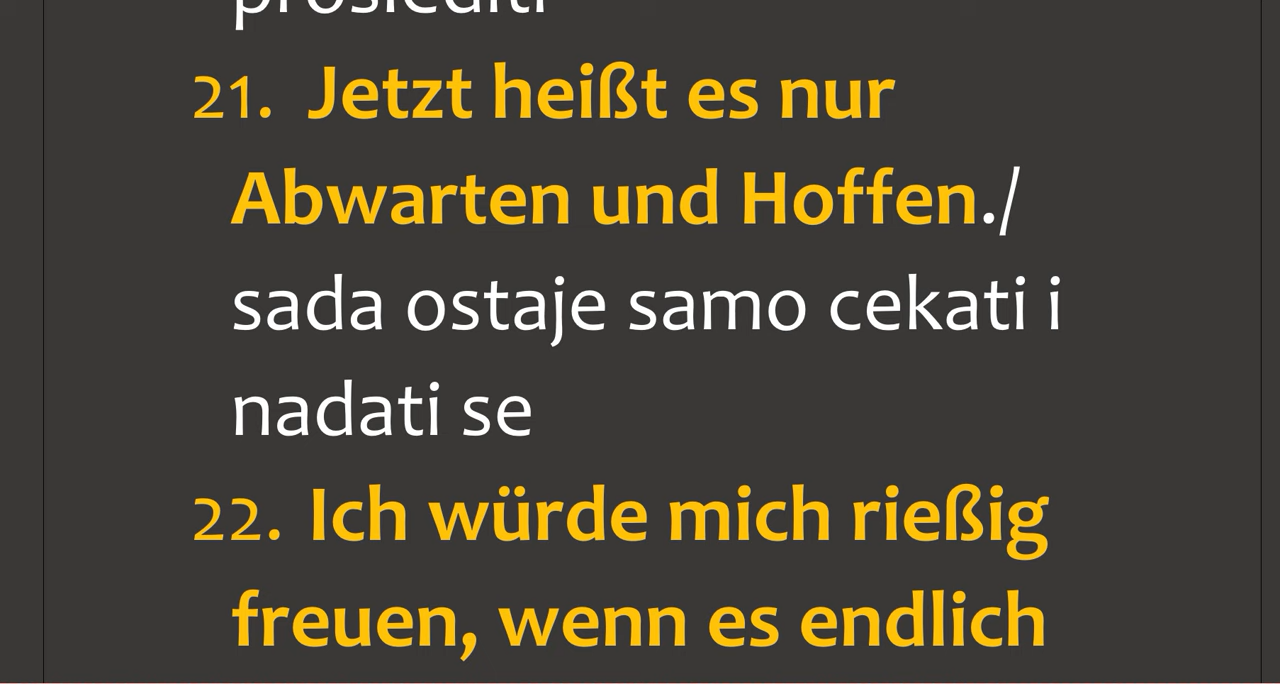 proslediti
21. Jetzt heißt es nur
Abwarten und Hoffen./
sada ostaje samo cekati i
nadati se
22. Ich würde mich rießig
freuen, wenn es endlich